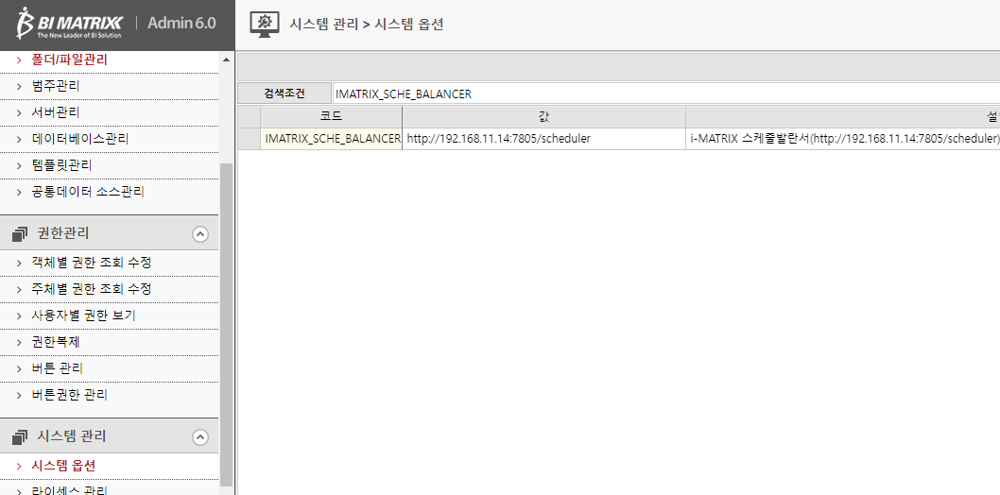 BI MATRIX
The New Leader of BI Solution
Admin 6.0
시스템 관리 > 시스템 옵션
폴더/파일관리
범주관리
서버관리
데이터베이스관리
템플릿관리
공통데이터 소스관리
권한관리
객체별 권한 조회 수정
주체별 권한 조회 수정
사용자별 권한 보기
권한복제
버튼 관리
버튼권한 관리
시스템 관리
시스템 옵션
라이센스 관리
검색조건 IMATRIX_SCHE_BALANCER
코드 값 설
IMATRIX_SCHE_BALANCER http://192.168.11.14:7805/scheduler i-MATRIX 스케줄발란서(http://192.168.11.14:7805/scheduler)